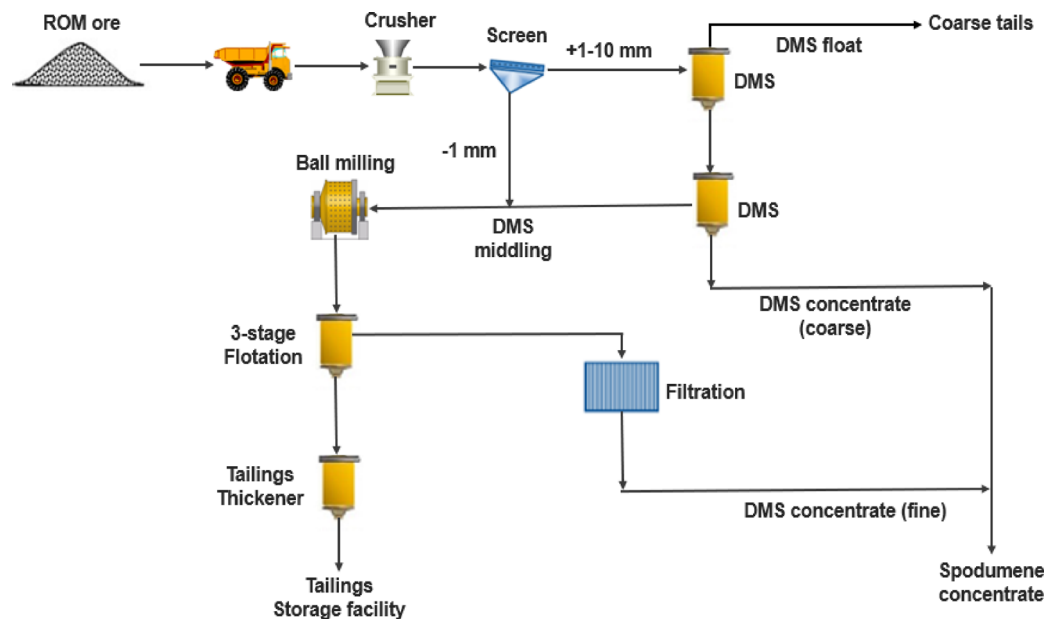 ROM ore
Crusher
Screen
+1-10 mm
DMS float
Coarse tails
DMS
-1 mm
Ball milling
DMS
middling
DMS
DMS concentrate
(coarse)
3-stage
Flotation
Filtration
Tailings
Thickener
DMS concentrate (fine)
Tailings
Storage facility
Spodumene
concentrate